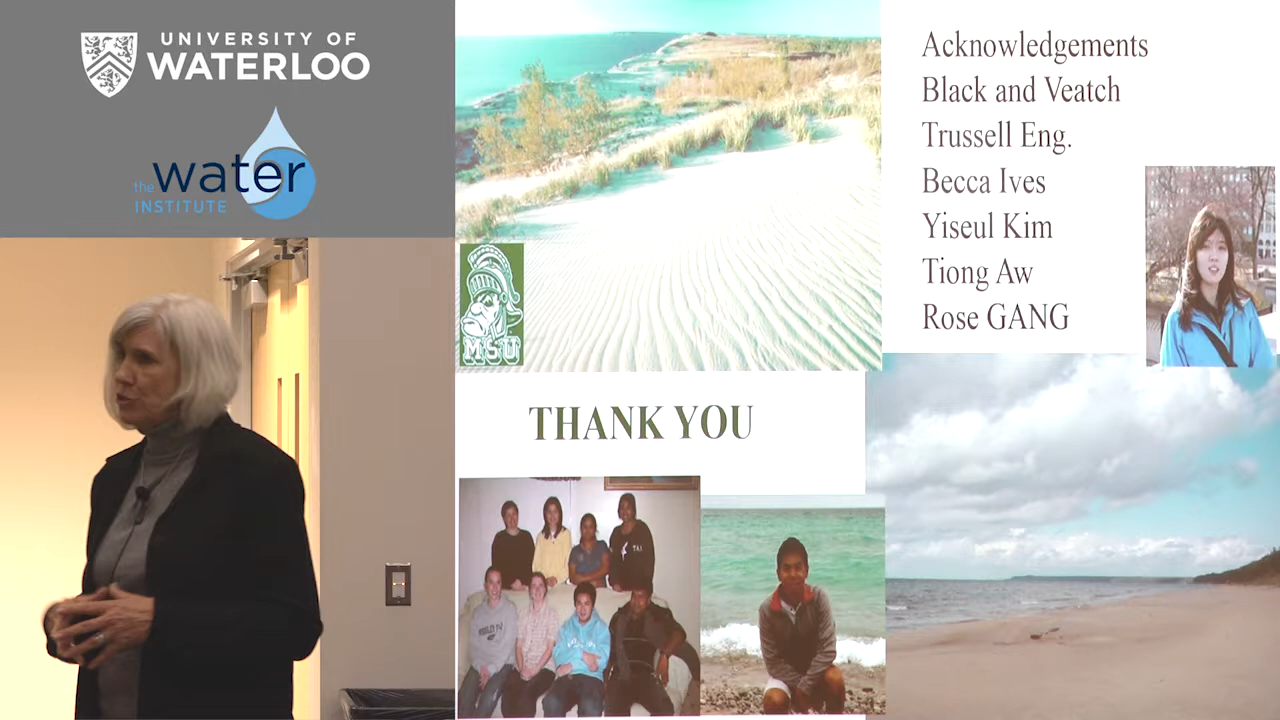 UNIVERSITY OF
WATERLOO
the water
INSTITUTE
Acknowledgements
Black and Veatch
Trussell Eng.
Becca Ives
Yiseul Kim
Tiong Aw
Rose GANG
MSU
THANK YOU